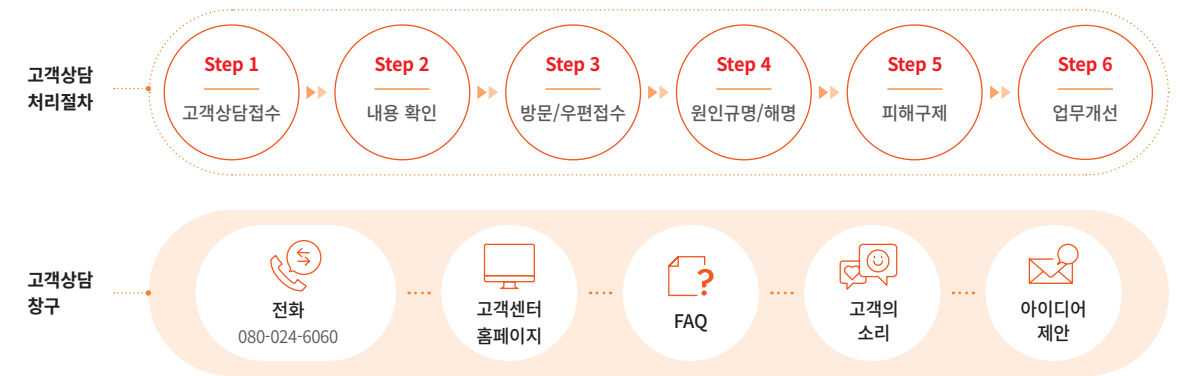 고객상담
처리절차
Step 1
고객상담접수
Step 2
내용 확인
Step 3
방문/우편접수
Step 4
원인규명/해명
Step 5
피해구제
Step 6
업무개선
고객상담
창구
전화
080-024-6060
고객센터
홈페이지
?
FAQ
고객의
소리
아이디어
제안